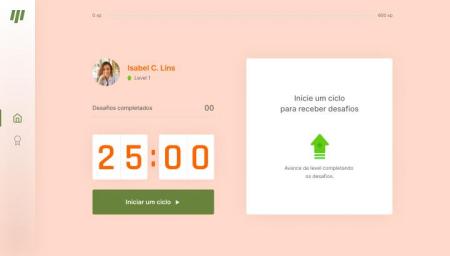 0 xp
600 xp
Isabel C. Lins
Level 1
Desafios completados
00
25:00
Iniciar um ciclo
Inicie um ciclo
para receber desafios
Avance de level completando
os desafios.